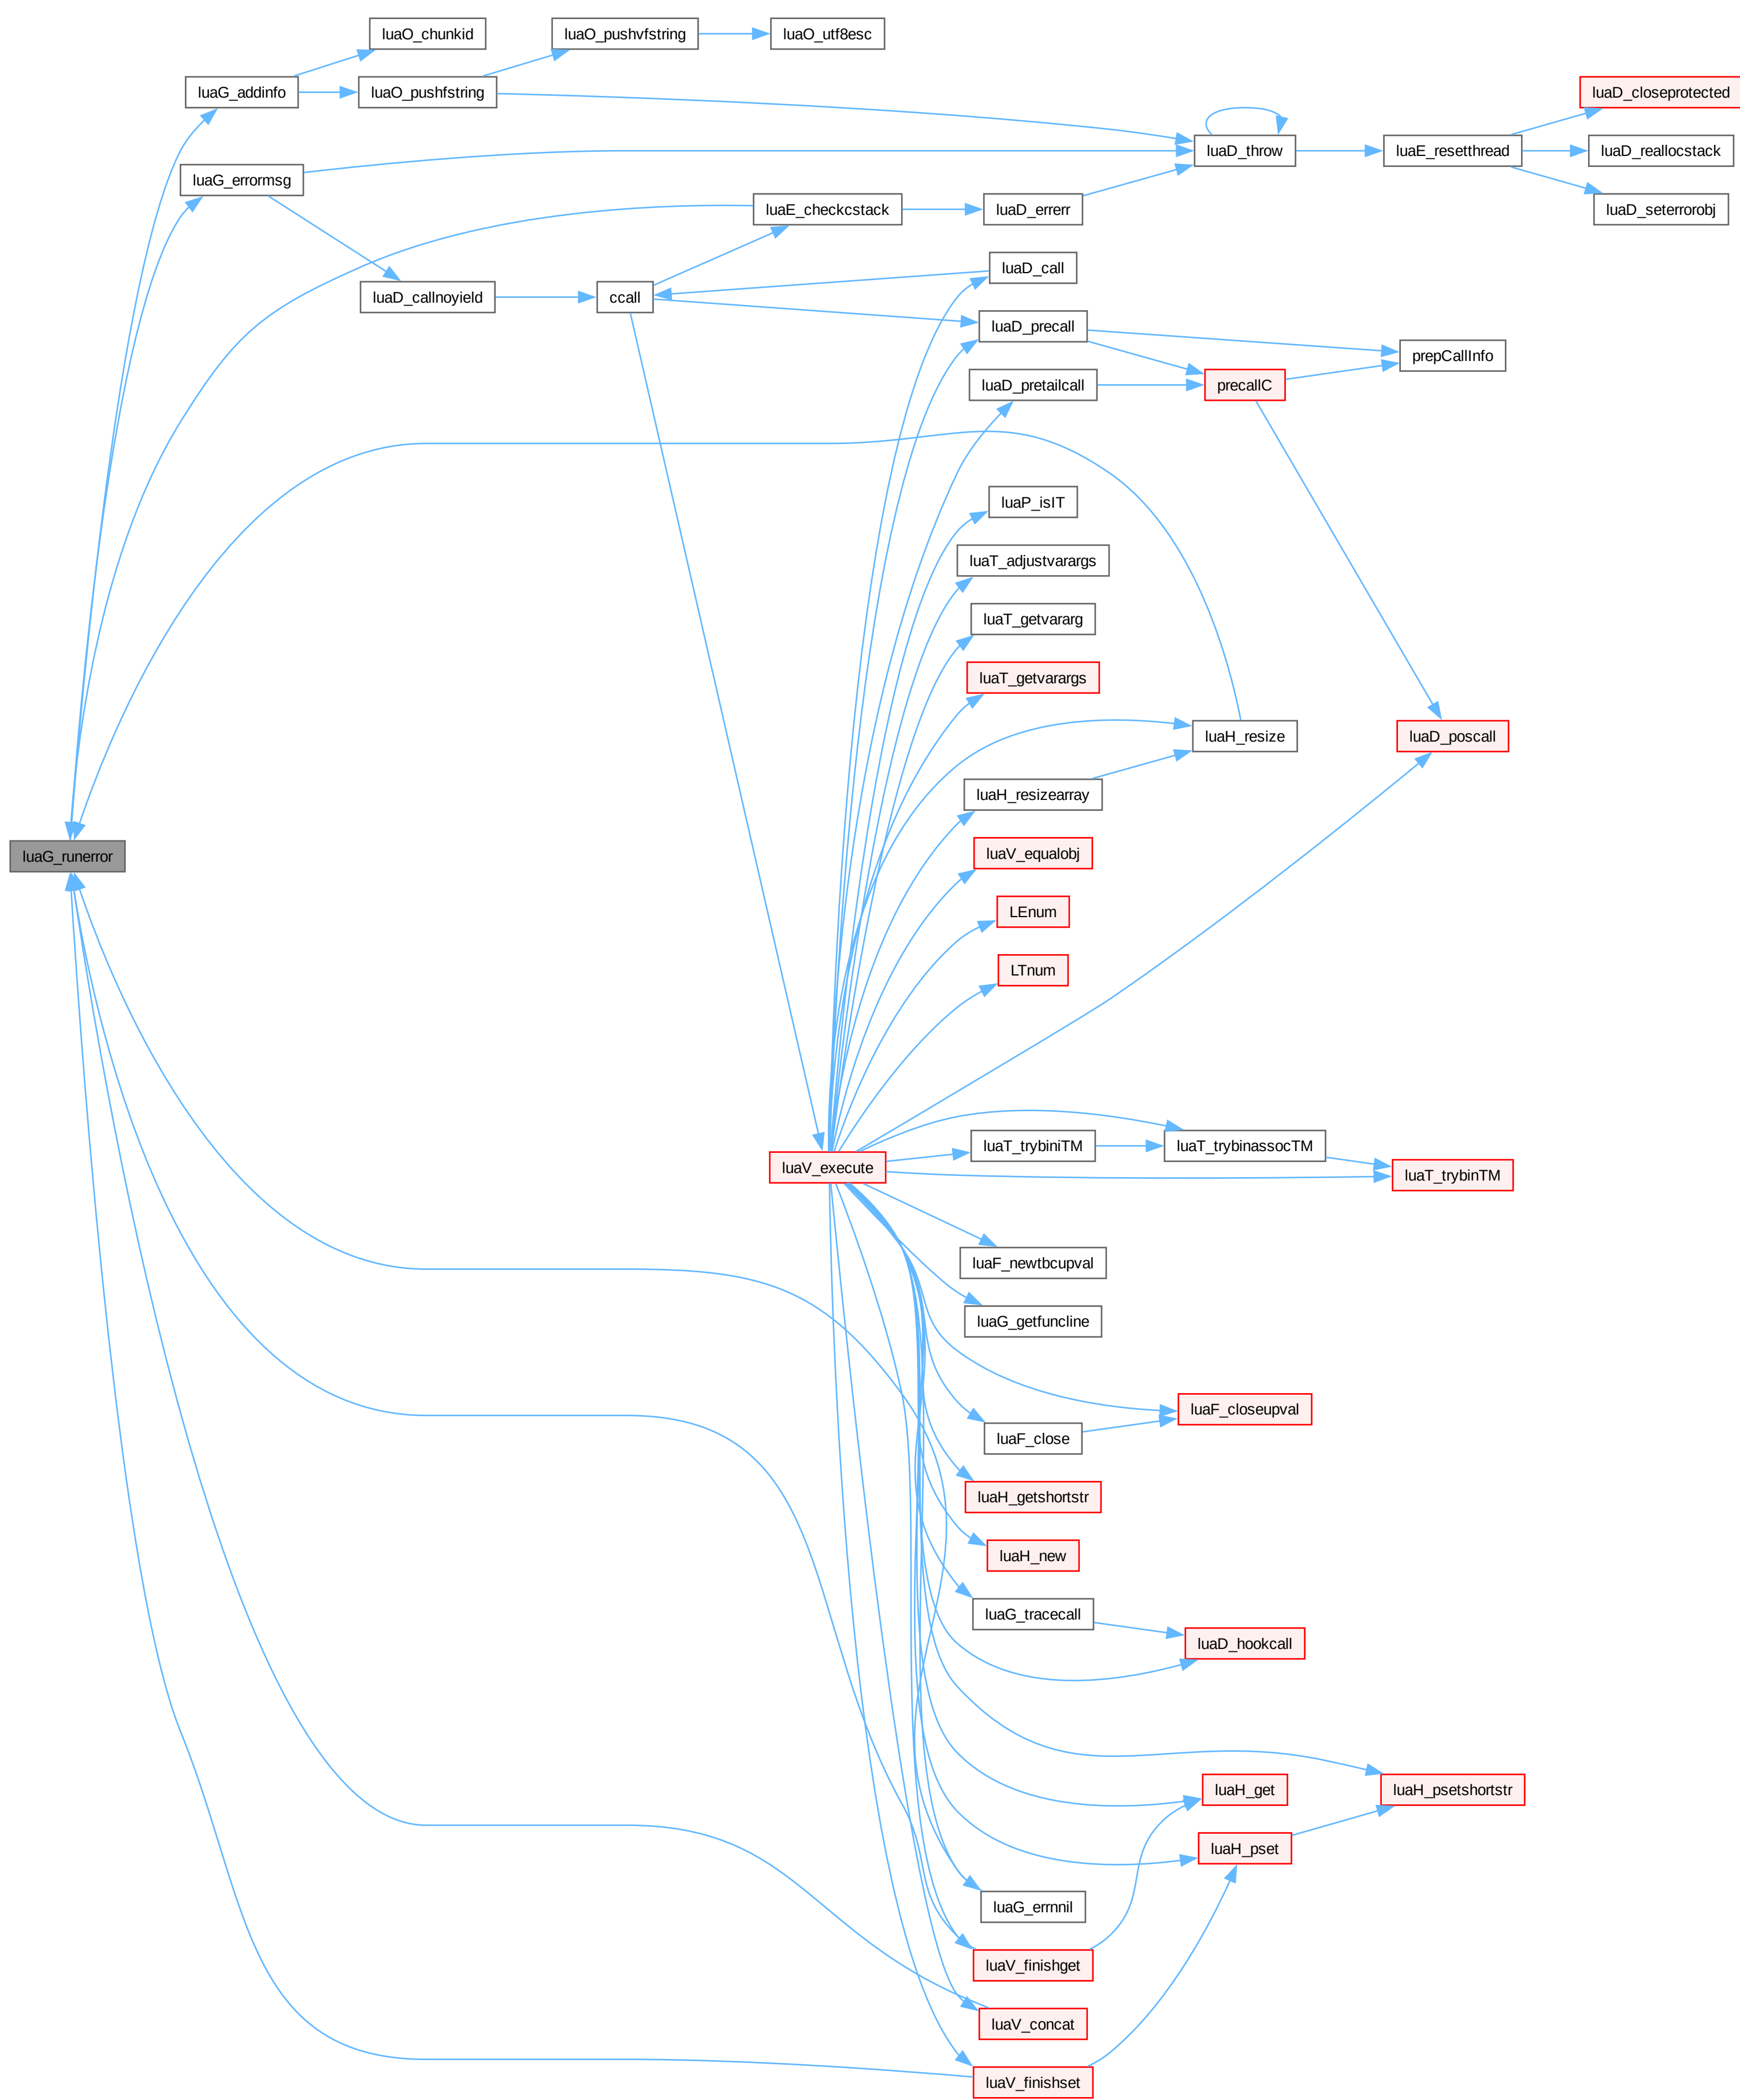 luaO_chunkid
luaO_pushvfstring
luaO_utf8esc
luaG_addinfo
luaO_pushfstring
luaD_closeprotected
luaD_throw
luaE_resetthread
luaD_reallocstack
luaG_errormsg
luaE_checkcstack
luaD_errerr
luaD_seterrorobj
luaD_call
luaD_callnoyield
ccall
luaD_precall
prepCallInfo
luaD_pretailcall
precallC
luaP_isIT
luaT_adjustvarargs
luaT_getvararg
luaT_getvarargs
luaH_resize
luaD_poscall
luaH_resizearray
luaG_runerror
luaV_equalobj
LEnum
LTnum
luaT_trybiniTM
luaT_trybinassocTM
luaV_execute
luaT_trybinTM
luaF_newtbcupval
luaG_getfuncline
luaF_closeupval
luaF_close
luaH_getshortstr
luaH_new
luaG_tracecall
luaD_hookcall
luaH_get
luaH_psetshortstr
luaH_pset
luaG_errnnil
luaV_finishget
luaV_concat
luaV_finishset